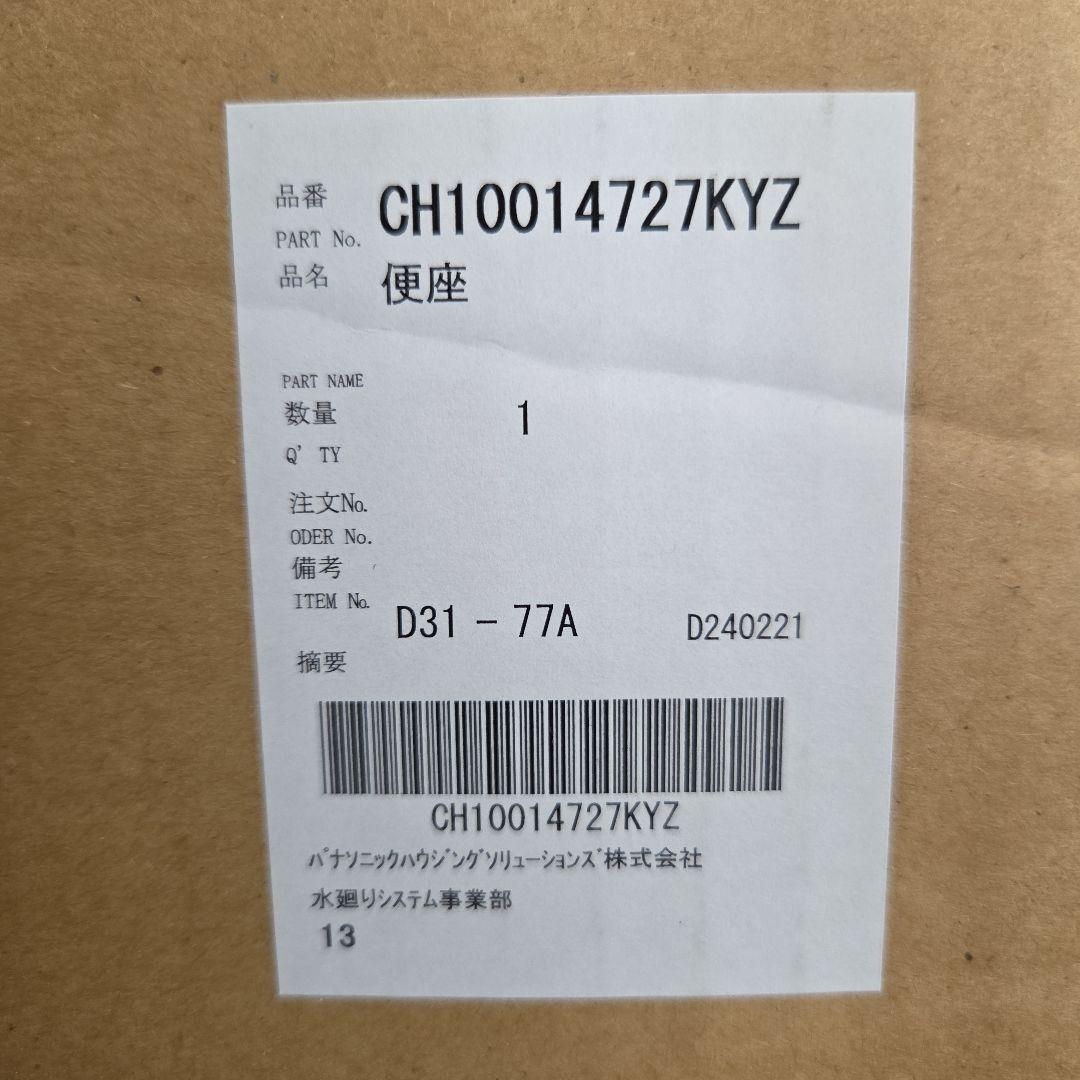 品番 CH10014727KYZ
PART No.
品名 便座
PART NAME
数量 1
Q' TY
注文No.
ODER No.
備考
ITEM No. D31 - 77A D240221
摘要
CH10014727KYZ
ﾊﾟﾅｿﾆｯｸﾊｳｼﾞﾝｸﾞｿﾘｭｰｼｮﾝｽﾞ株式会社
水廻りｼｽﾃﾑ事業部
13